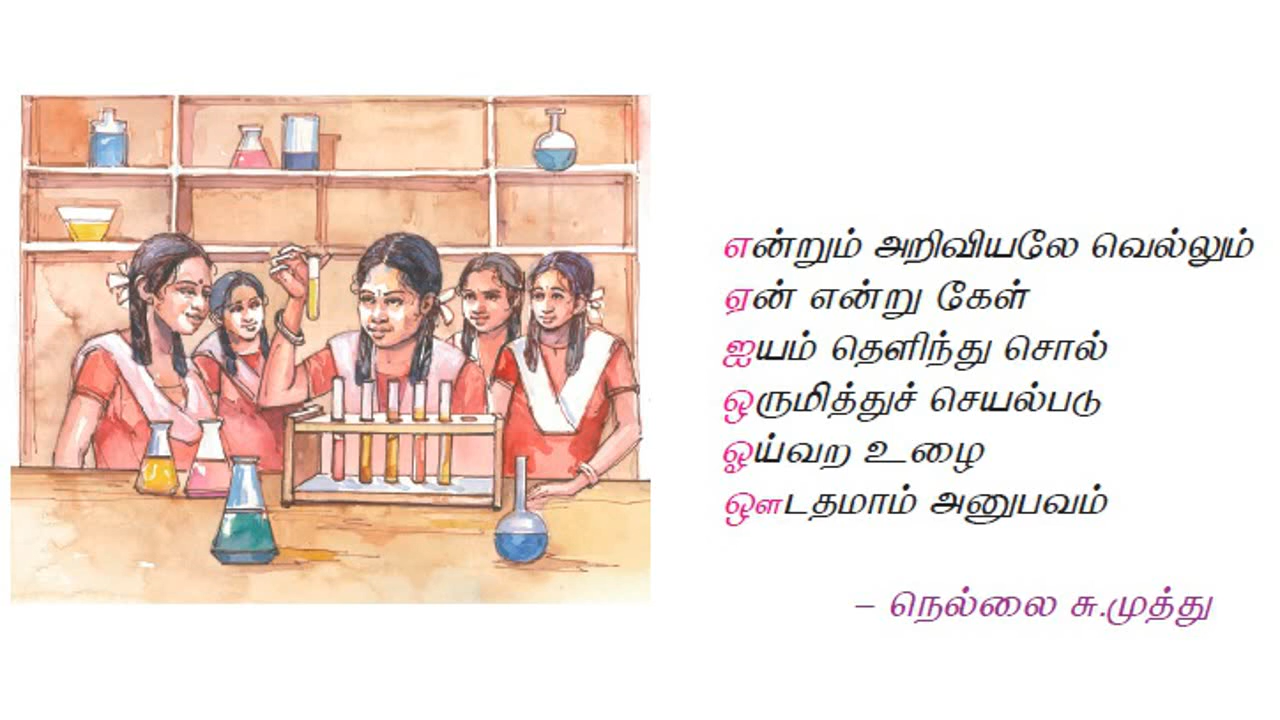 என்றும் அறிவியலே வெல்லும்
ஏன் என்று கேள்
ஐயம் தெளிந்து சொல்
ஒருமித்துச் செயல்படு
ஓய்வற உழை
ஔடதமாம் அனுபவம்
– நெல்லை சு.முத்து